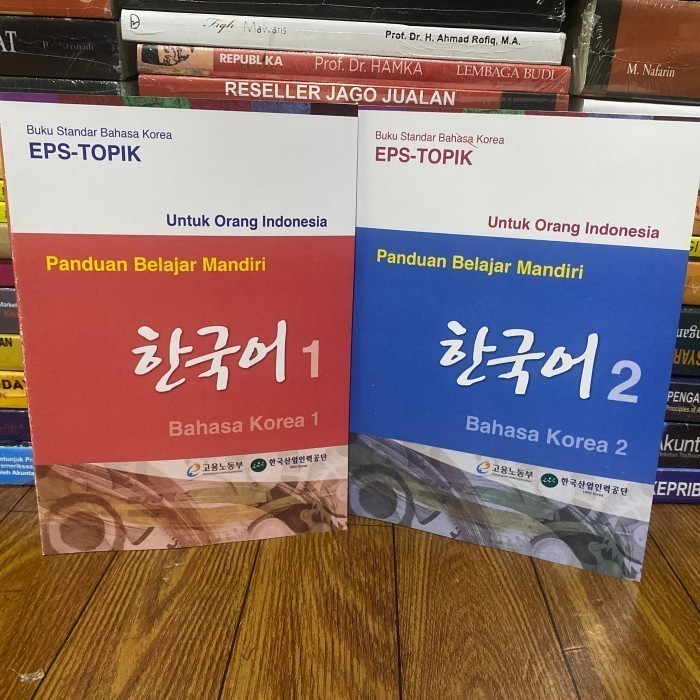 Fiqh Mawaris
Prof. Dr. H. Ahmad Rofiq, M.A.
REPUBLIKA
Prof. Dr. HAMKA
LEMBAGA BUDI
M. Nafarin
RESELLER JAGO JUALAN
Buku Standar Bahasa Korea
EPS-TOPIK
Untuk Orang Indonesia
Panduan Belajar Mandiri
한국어 1
Bahasa Korea 1
고용노동부
한국산업인력공단
Buku Standar Bahasa Korea
EPS-TOPIK
Untuk Orang Indonesia
Panduan Belajar Mandiri
한국어 2
Bahasa Korea 2
고용노동부
한국산업인력공단
AT
PENGA
Akunt
KEPRIB